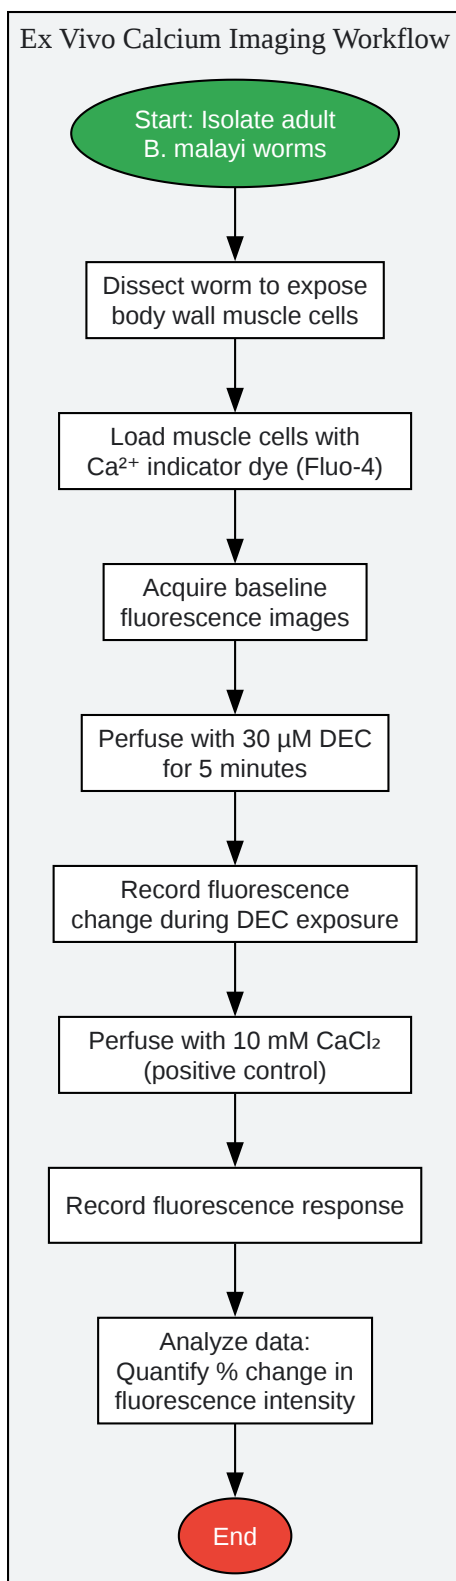 Ex Vivo Calcium Imaging Workflow
Start: Isolate adult
B. malayi worms
Dissect worm to expose
body wall muscle cells
Load muscle cells with
Ca²⁺ indicator dye (Fluo-4)
Acquire baseline
fluorescence images
Perfuse with 30 µM DEC
for 5 minutes
Record fluorescence
change during DEC exposure
Perfuse with 10 mM CaCl₂
(positive control)
Record fluorescence response
Analyze data:
Quantify % change in
fluorescence intensity
End